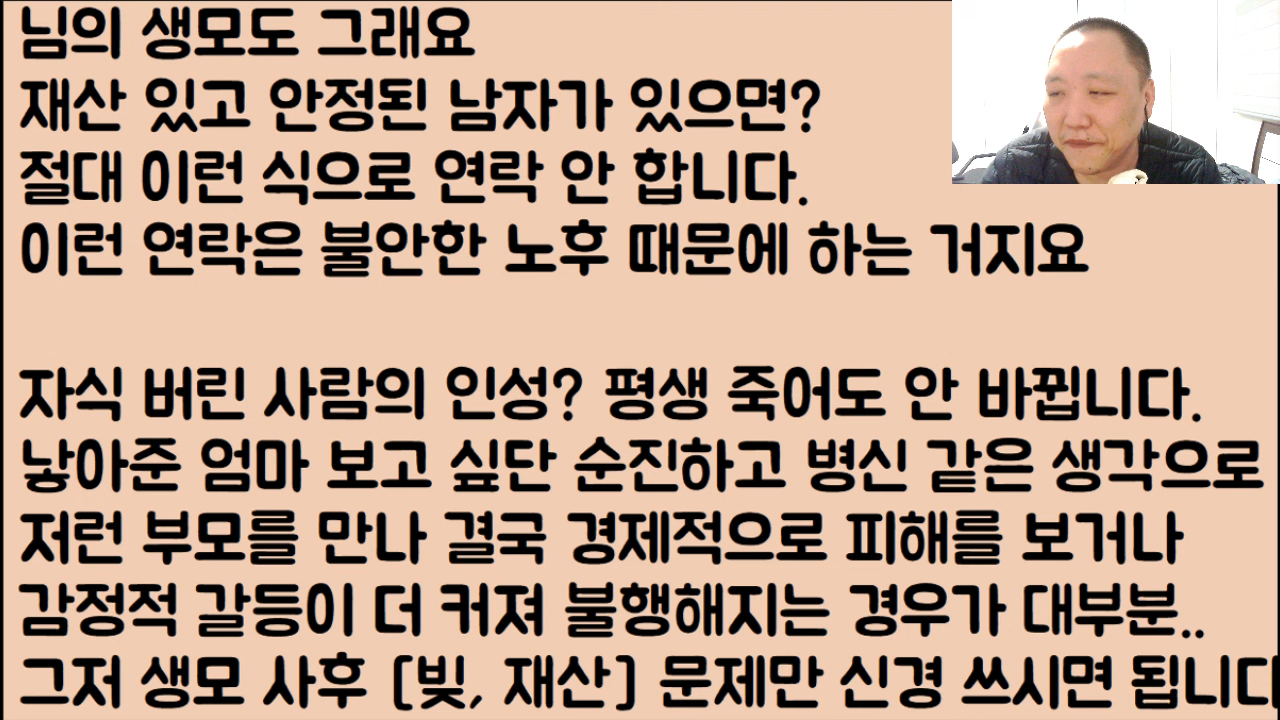 님의 생모도 그래요
재산 있고 안정된 남자가 있으면?
절대 이런 식으로 연락 안 합니다.
이런 연락은 불안한 노후 때문에 하는 거지요
자식 버린 사람의 인성? 평생 죽어도 안 바뀝니다.
낳아준 엄마 보고 싶단 순진하고 병신 같은 생각으로
저런 부모를 만나 결국 경제적으로 피해를 보거나
감정적 갈등이 더 커져 불행해지는 경우가 대부분..
그저 생모 사후 [빚, 재산] 문제만 신경 쓰시면 됩니다